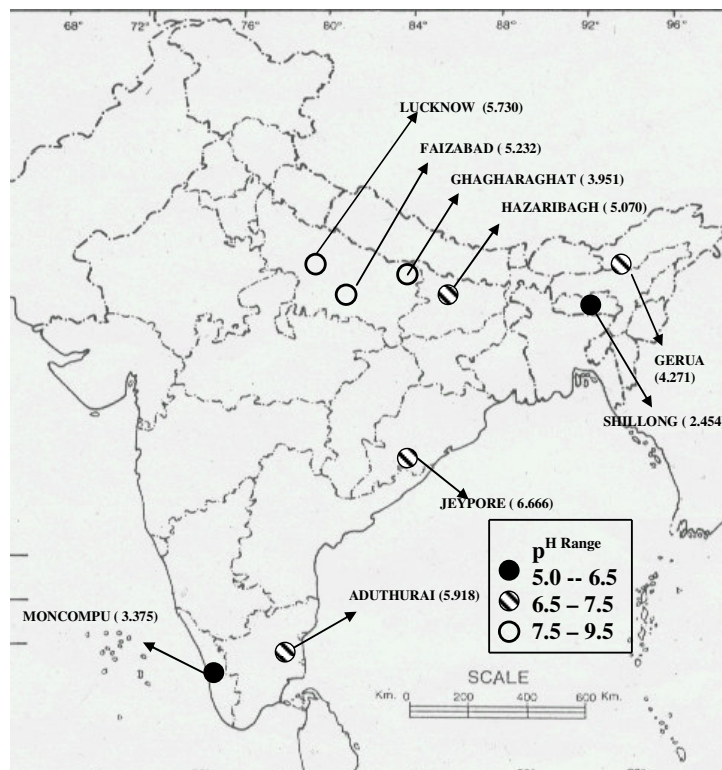 68° 72° 76° 80° 84° 88° 92° 96°
LUCKNOW (5.730)
FAIZABAD ( 5.232)
GHAGHARAGHAT ( 3.951)
HAZARIBAGH ( 5.070)
GERUA
(4.271)
SHILLONG ( 2.454
JEYPORE ( 6.666)
pH Range
5.0 -- 6.5
6.5 – 7.5
7.5 – 9.5
ADUTHURAI (5.918)
MONCOMPU ( 3.375)
SCALE
Km. 0 200 400 600 Km.